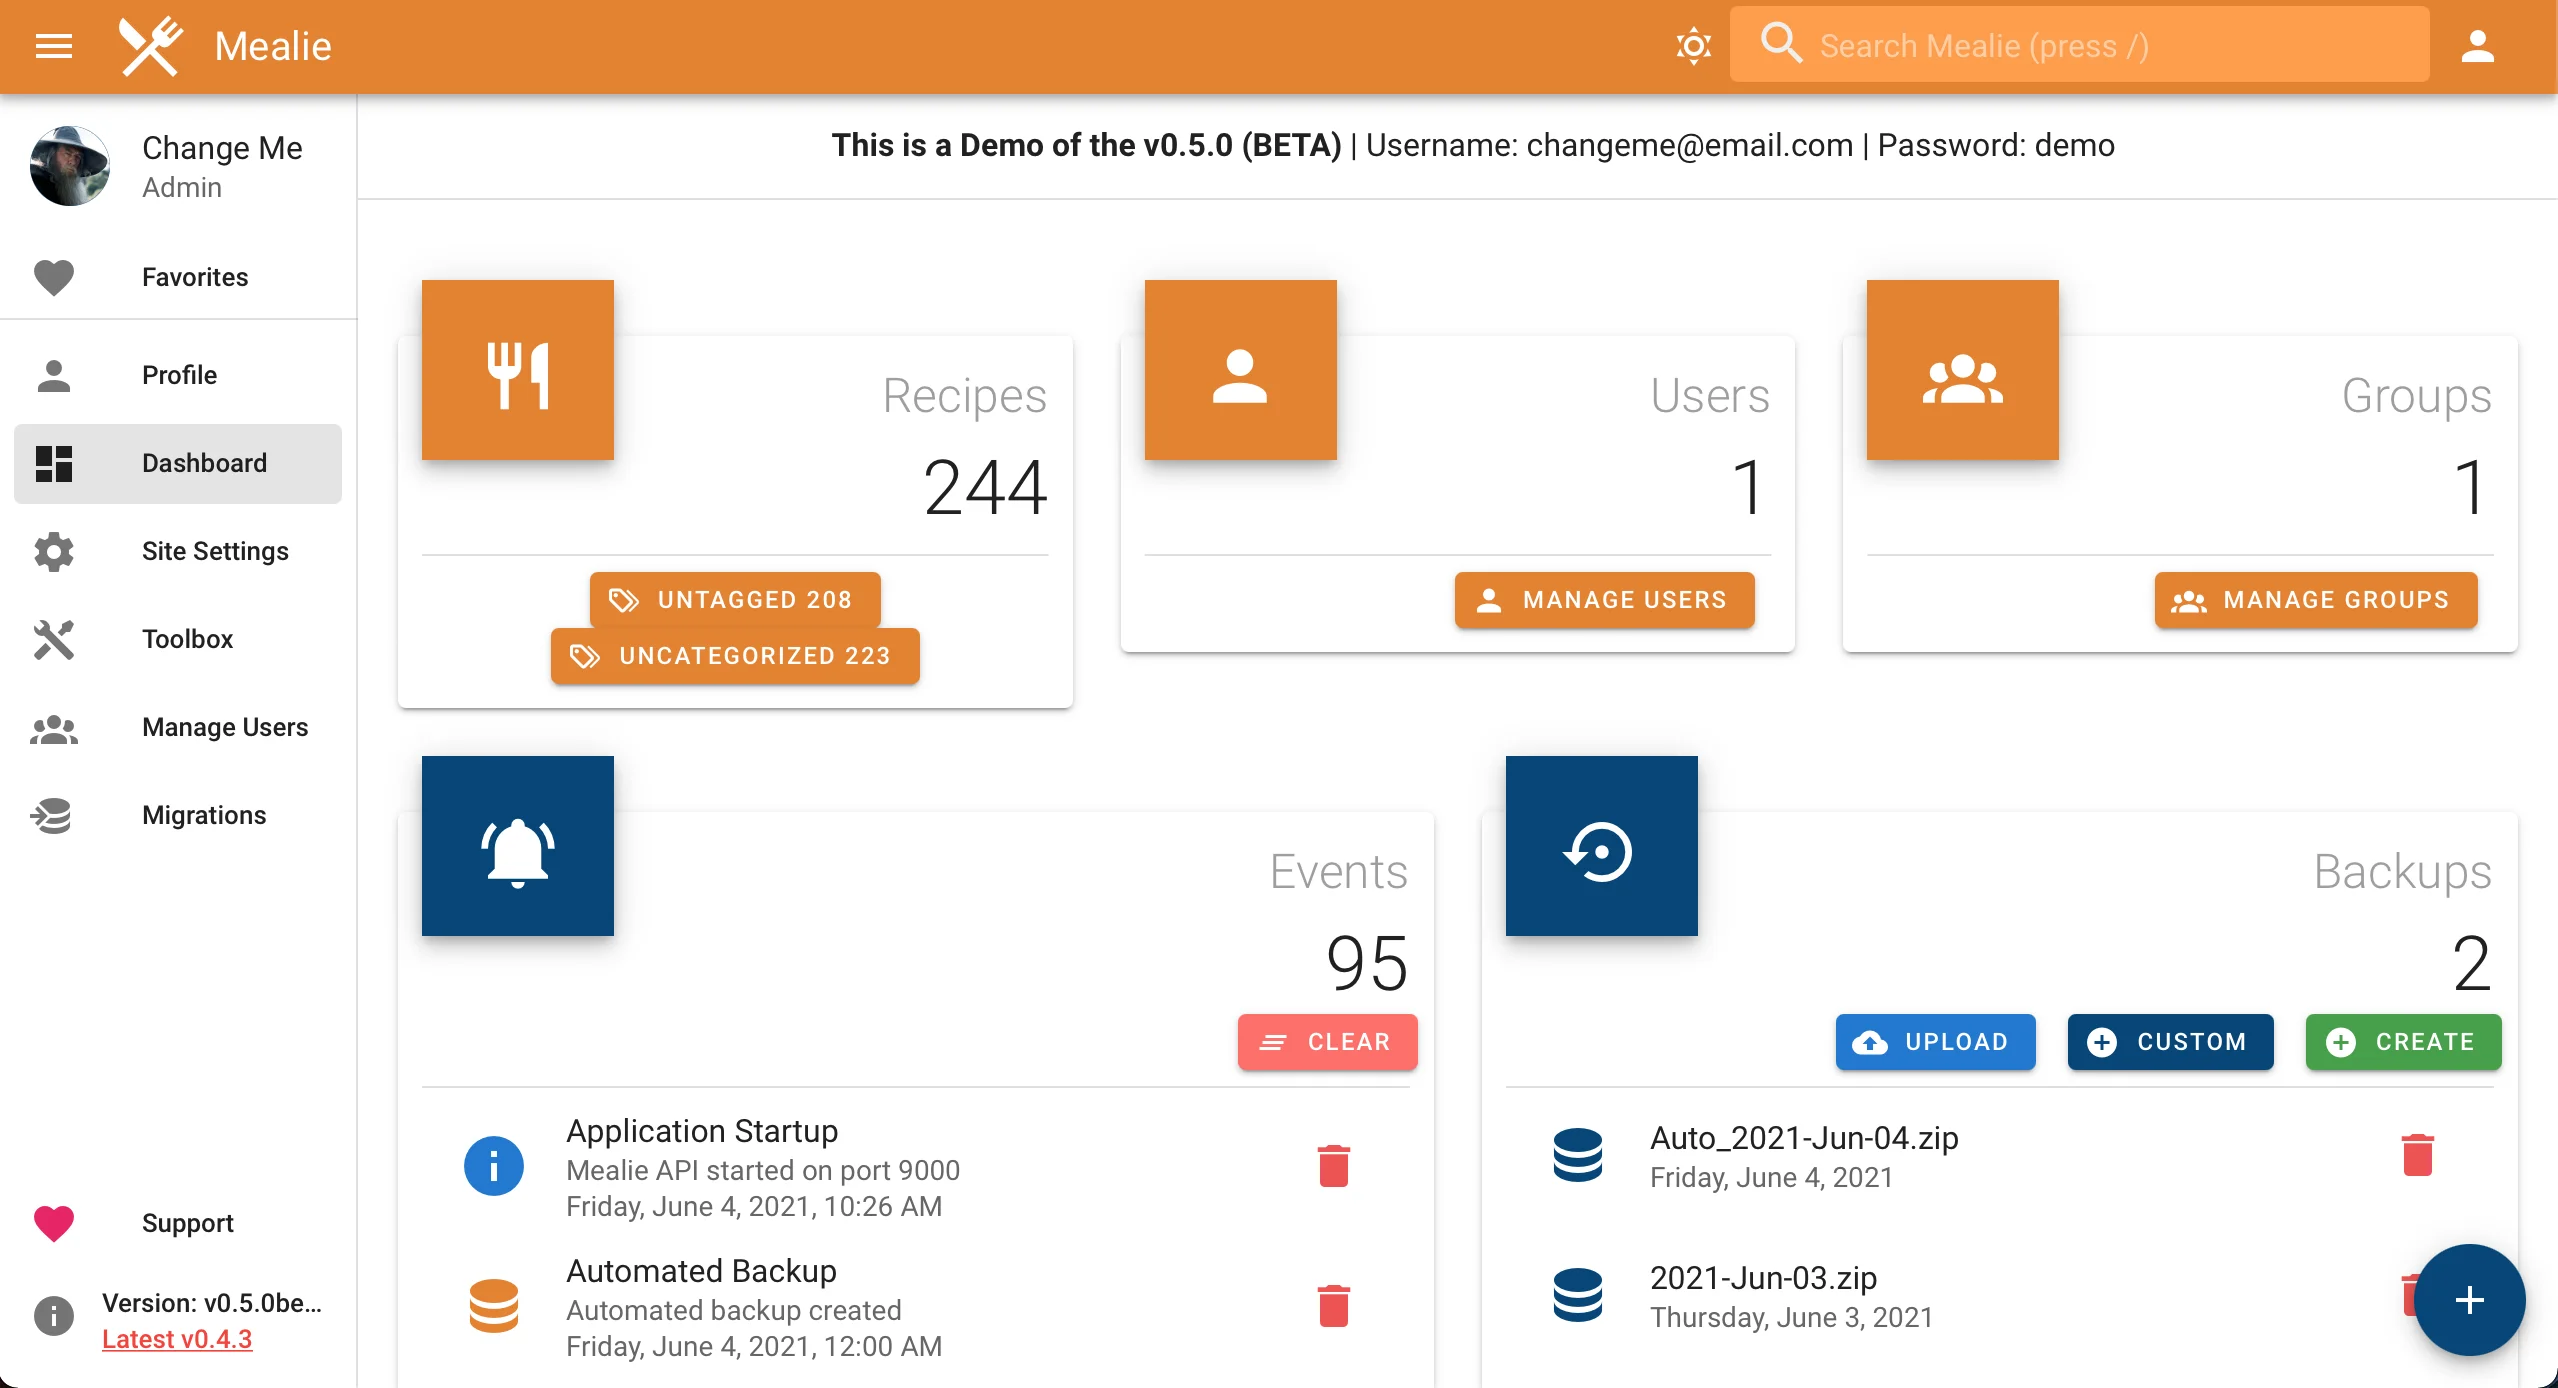 Mealie
Search Mealie (press /)
Change Me
Admin
Favorites
Profile
Dashboard
Site Settings
Toolbox
Manage Users
Migrations
Support
Version: v0.5.0be...
Latest v0.4.3
This is a Demo of the v0.5.0 (BETA) | Username: changeme@email.com | Password: demo
Recipes
244
UNTAGGED 208
UNCATEGORIZED 223
Users
1
MANAGE USERS
Groups
1
MANAGE GROUPS
Events
95
CLEAR
Application Startup
Mealie API started on port 9000
Friday, June 4, 2021, 10:26 AM
Automated Backup
Automated backup created
Friday, June 4, 2021, 12:00 AM
Backups
2
UPLOAD
CUSTOM
CREATE
Auto_2021-Jun-04.zip
Friday, June 4, 2021
2021-Jun-03.zip
Thursday, June 3, 2021